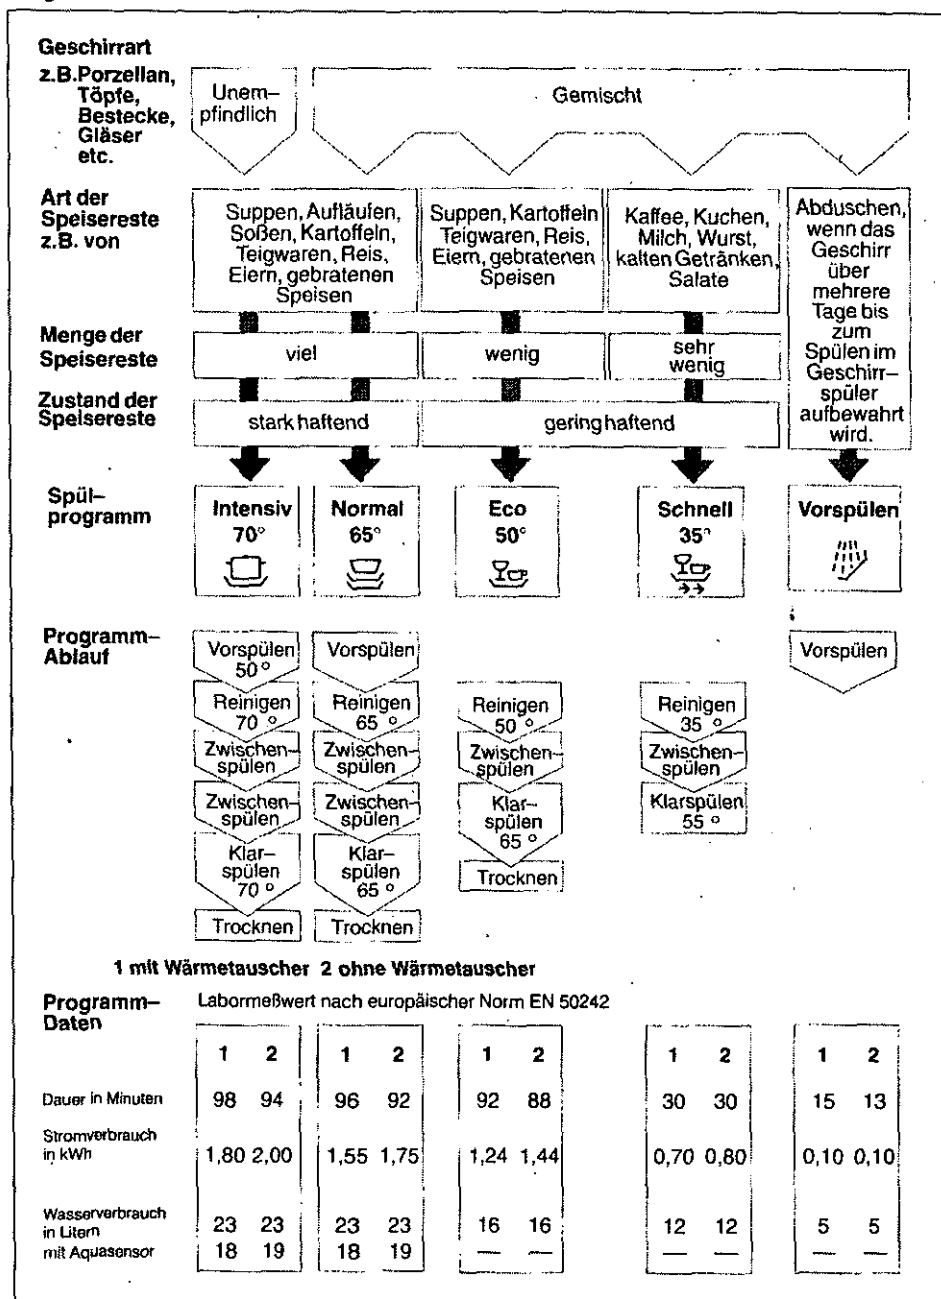 Geschirrart
z.B.Porzellan,
Töpfe,
Bestecke,
Gläser
etc.
Unem-
pfindlich
Gemischt
Art der
Speisereste
z.B. von
Suppen, Aufläufen,
Soßen, Kartoffeln,
Teigwaren, Reis,
Eiern, gebratenen
Speisen
Suppen, Kartoffeln
Teigwaren, Reis,
Eiern, gebratenen
Speisen
Kaffee, Kuchen,
Milch, Wurst,
kalten Getränken,
Salate
Abduschen,
wenn das
Geschirr
über
mehrere
Tage bis
zum
Spülen im
Geschirr-
spüler
aufbewahrt
wird.
Menge der
Speisereste
viel
wenig
sehr
wenig
Zustand der
Speisereste
stark haftend
gering haftend
Spül-
programm
Intensiv
70°
Normal
65°
Eco
50°
Schnell
35°
Vorspülen
Programm-
Ablauf
Vorspülen
50°
Reinigen
70°
Zwischen-
spülen
Zwischen-
spülen
Klar-
spülen
70°
Trocknen
Vorspülen
Reinigen
65°
Zwischen-
spülen
Zwischen-
spülen
Klar-
spülen
65°
Trocknen
Reinigen
50°
Zwischen-
spülen
Klar-
spülen
65°
Trocknen
Reinigen
35°
Zwischen-
spülen
Klarspülen
55°
Vorspülen
1 mit Wärmetauscher 2 ohne Wärmetauscher
Programm-
Daten
Labormeßwert nach europäischer Norm EN 50242
1 2 1 2 1 2 1 2 1 2
Dauer in Minuten 98 94 96 92 92 88 30 30 15 13
Stromverbrauch
in kWh 1,80 2,00 1,55 1,75 1,24 1,44 0,70 0,80 0,10 0,10
Wasserverbrauch
in Litern 23 23 23 23 16 16 12 12 5 5
mit Aquasensor 18 19 18 19 — — — — — —